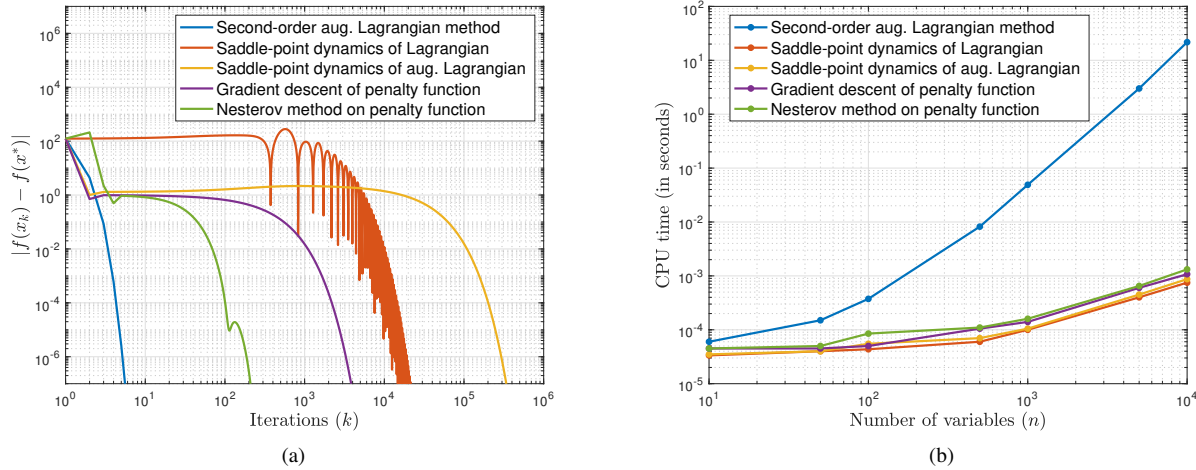 10^6
10^4
10^2
10^0
10^-2
10^-4
10^-6
|f(x_k) − f(x*)|
Second-order aug. Lagrangian method
Saddle-point dynamics of Lagrangian
Saddle-point dynamics of aug. Lagrangian
Gradient descent of penalty function
Nesterov method on penalty function
10^0 10^1 10^2 10^3 10^4 10^5 10^6
Iterations (k)
(a)
10^2
10^1
10^0
10^-1
10^-2
10^-3
10^-4
10^-5
CPU time (in seconds)
Second-order aug. Lagrangian method
Saddle-point dynamics of Lagrangian
Saddle-point dynamics of aug. Lagrangian
Gradient descent of penalty function
Nesterov method on penalty function
10^1 10^2 10^3 10^4
Number of variables (n)
(b)